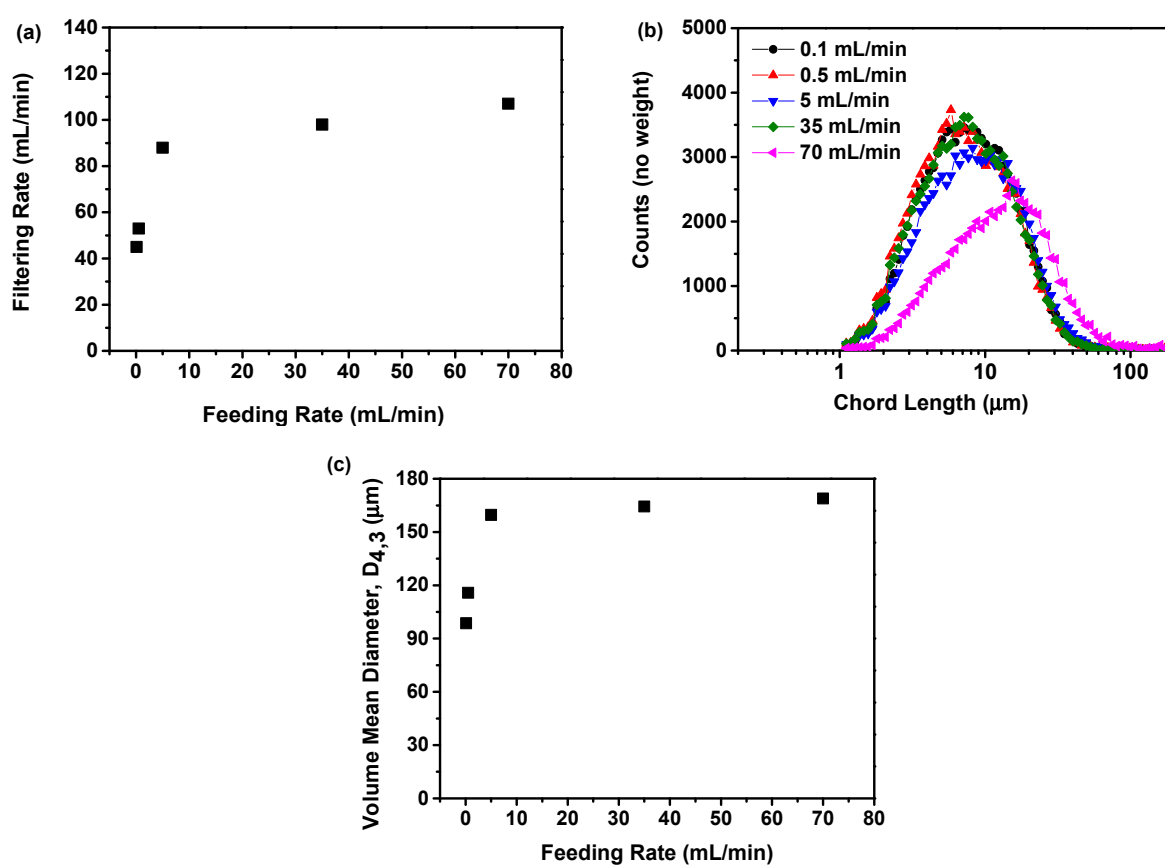 (a)
140
120
100
80
60
40
20
0
0 10 20 30 40 50 60 70 80
Filtering Rate (mL/min)
Feeding Rate (mL/min)
(b)
5000
4000
3000
2000
1000
0
1 10 100
Counts (no weight)
Chord Length (μm)
0.1 mL/min
0.5 mL/min
5 mL/min
35 mL/min
70 mL/min
(c)
180
150
120
90
60
30
0
0 10 20 30 40 50 60 70 80
Volume Mean Diameter, D4,3 (μm)
Feeding Rate (mL/min)